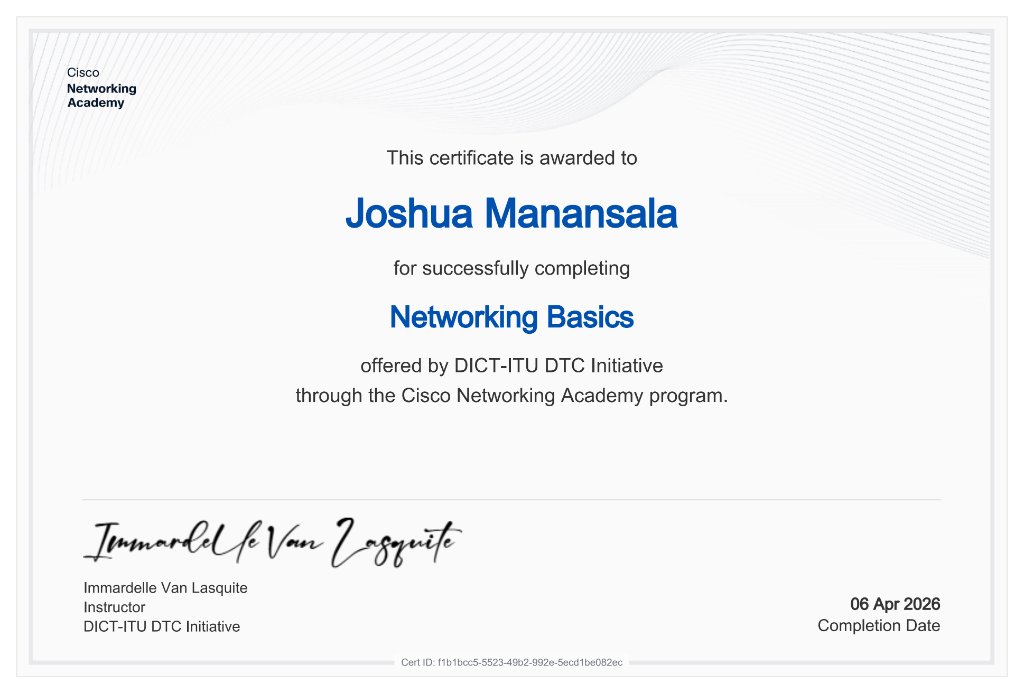 Cisco
Networking
Academy
This certificate is awarded to
Joshua Manansala
for successfully completing
Networking Basics
offered by DICT-ITU DTC Initiative
through the Cisco Networking Academy program.
Immardelle Van Lasquite
Immardelle Van Lasquite
Instructor
DICT-ITU DTC Initiative
06 Apr 2026
Completion Date
Cert ID: f1b1bcc5-5523-49b2-992e-5ecd1be082ec